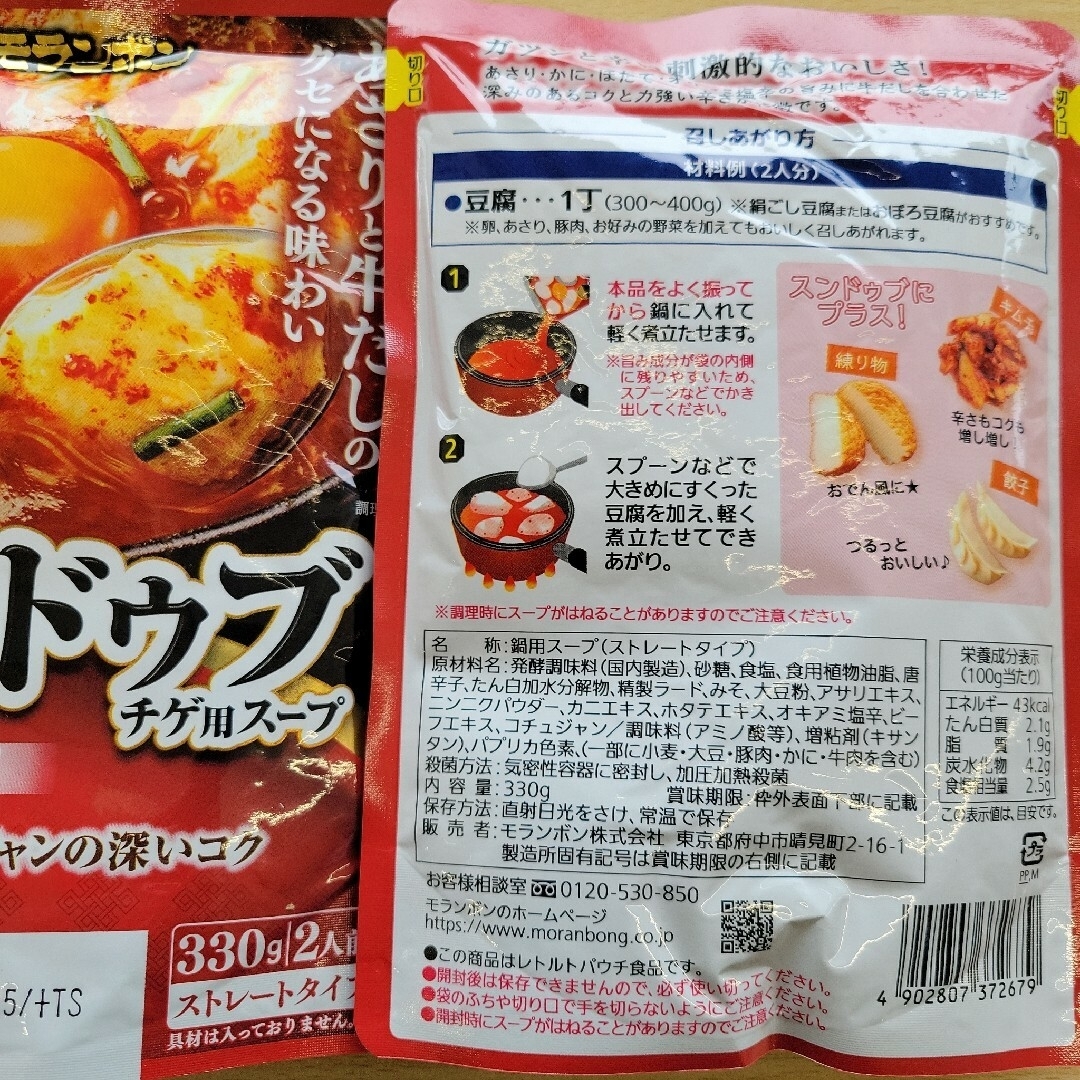 モランボン
あさりと牛だしの
クセになる味わい
ドゥブ
チゲ用スープ
ャンの深いコク
330g 2人前
ストレートタイプ
具材は入っておりません。
5/+TS
切り口
切り口
刺激的なおいしさ!
あさり・かに・ほたて
深みのあるコクと力強い辛さ
旨みに牛だしを合わせた
です。
召しあがり方
材料例(2人分)
●豆腐・・・1丁(300〜400g) ※絹ごし豆腐またはおぼろ豆腐がおすすめです。
※卵、あさり、豚肉、お好みの野菜を加えてもおいしく召しあがれます。
1
本品をよく振って
から鍋に入れて
軽く煮立たせます。
※旨み成分が袋の内側
に残りやすいため、
スプーンなどでかき
出してください。
2
スプーンなどで
大きめにすくった
豆腐を加え、軽く
煮立たせてでき
あがり。
スンドゥブに
プラス!
キムチ
辛さもコクも
増し増し!
練り物
おでん風に★
餃子
つるっと
おいしい♪
※調理時にスープがはねることがありますのでご注意ください。
名 称:鍋用スープ(ストレートタイプ)
原材料名:発酵調味料(国内製造)、砂糖、食塩、食用植物油脂、唐
辛子、たん白加水分解物、精製ラード、みそ、大豆粉、アサリエキス、
ニンニクパウダー、カニエキス、ホタテエキス、オキアミ塩辛、ビー
フエキス、コチュジャン/調味料(アミノ酸等)、増粘剤(キサン
タン)、パプリカ色素、(一部に小麦・大豆・豚肉・かに・牛肉を含む)
殺菌方法:気密性容器に密封し、加圧加熱殺菌
内 容 量:330g 賞味期限:枠外表面下部に記載
保存方法:直射日光をさけ、常温で保存
販 売 者:モランボン株式会社 東京都府中市晴見町2-16-1
製造所固有記号は賞味期限の右側に記載
栄養成分表示
(100g当たり)
エネルギー 43kcal
たん白質 2.1g
脂 質 1.9g
炭水化物 4.2g
食塩相当量 2.5g
この表示値は、目安です。
PP,M
お客様相談室 0120-530-850
モランボンのホームページ
https://www.moranbong.co.jp
●この商品はレトルトパウチ食品です。
●開封後は保存できませんので、必ず使い切ってください。
●袋のふちや切り口で手を切らないようにご注意ください。
●開封時にスープがはねることがありますのでご注意ください。
4 902807 372679